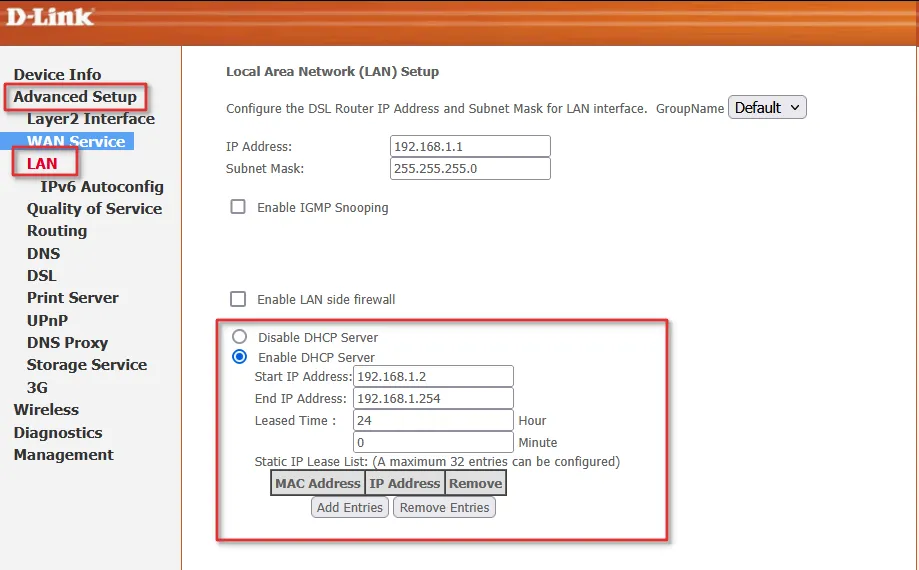 D-Link
Device Info
Advanced Setup
Layer2 Interface
WAN Service
LAN
IPv6 Autoconfig
Quality of Service
Routing
DNS
DSL
Print Server
UPnP
DNS Proxy
Storage Service
3G
Wireless
Diagnostics
Management
Local Area Network (LAN) Setup
Configure the DSL Router IP Address and Subnet Mask for LAN interface. GroupName Default
IP Address: 192.168.1.1
Subnet Mask: 255.255.255.0
Enable IGMP Snooping
Enable LAN side firewall
Disable DHCP Server
Enable DHCP Server
Start IP Address: 192.168.1.2
End IP Address: 192.168.1.254
Leased Time : 24 Hour
0 Minute
Static IP Lease List: (A maximum 32 entries can be configured)
MAC Address IP Address Remove
Add Entries Remove Entries